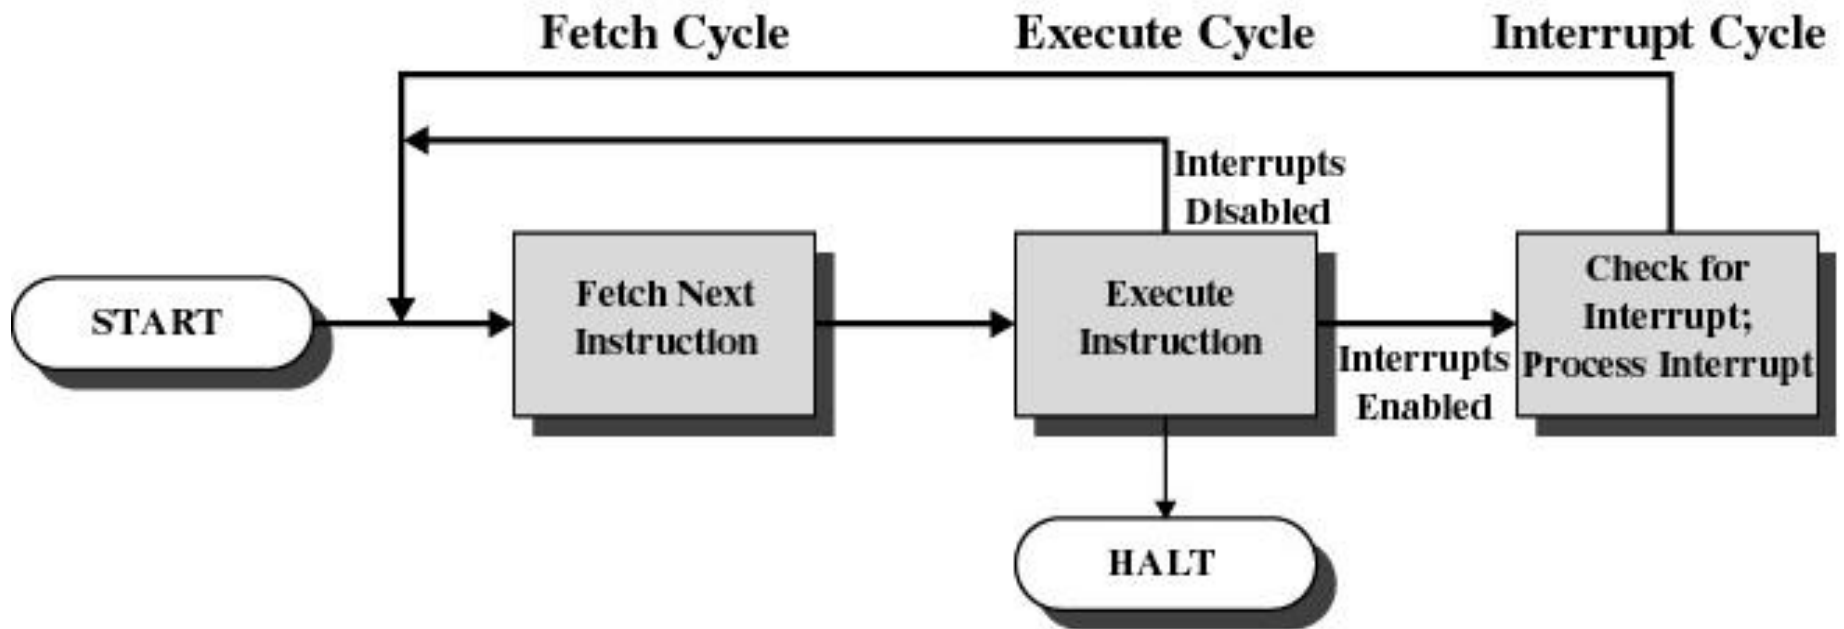 Fetch Cycle
Execute Cycle
Interrupt Cycle
START
Fetch Next
Instruction
Execute
Instruction
Interrupts
Disabled
Interrupts
Enabled
Check for
Interrupt;
Process Interrupt
HALT